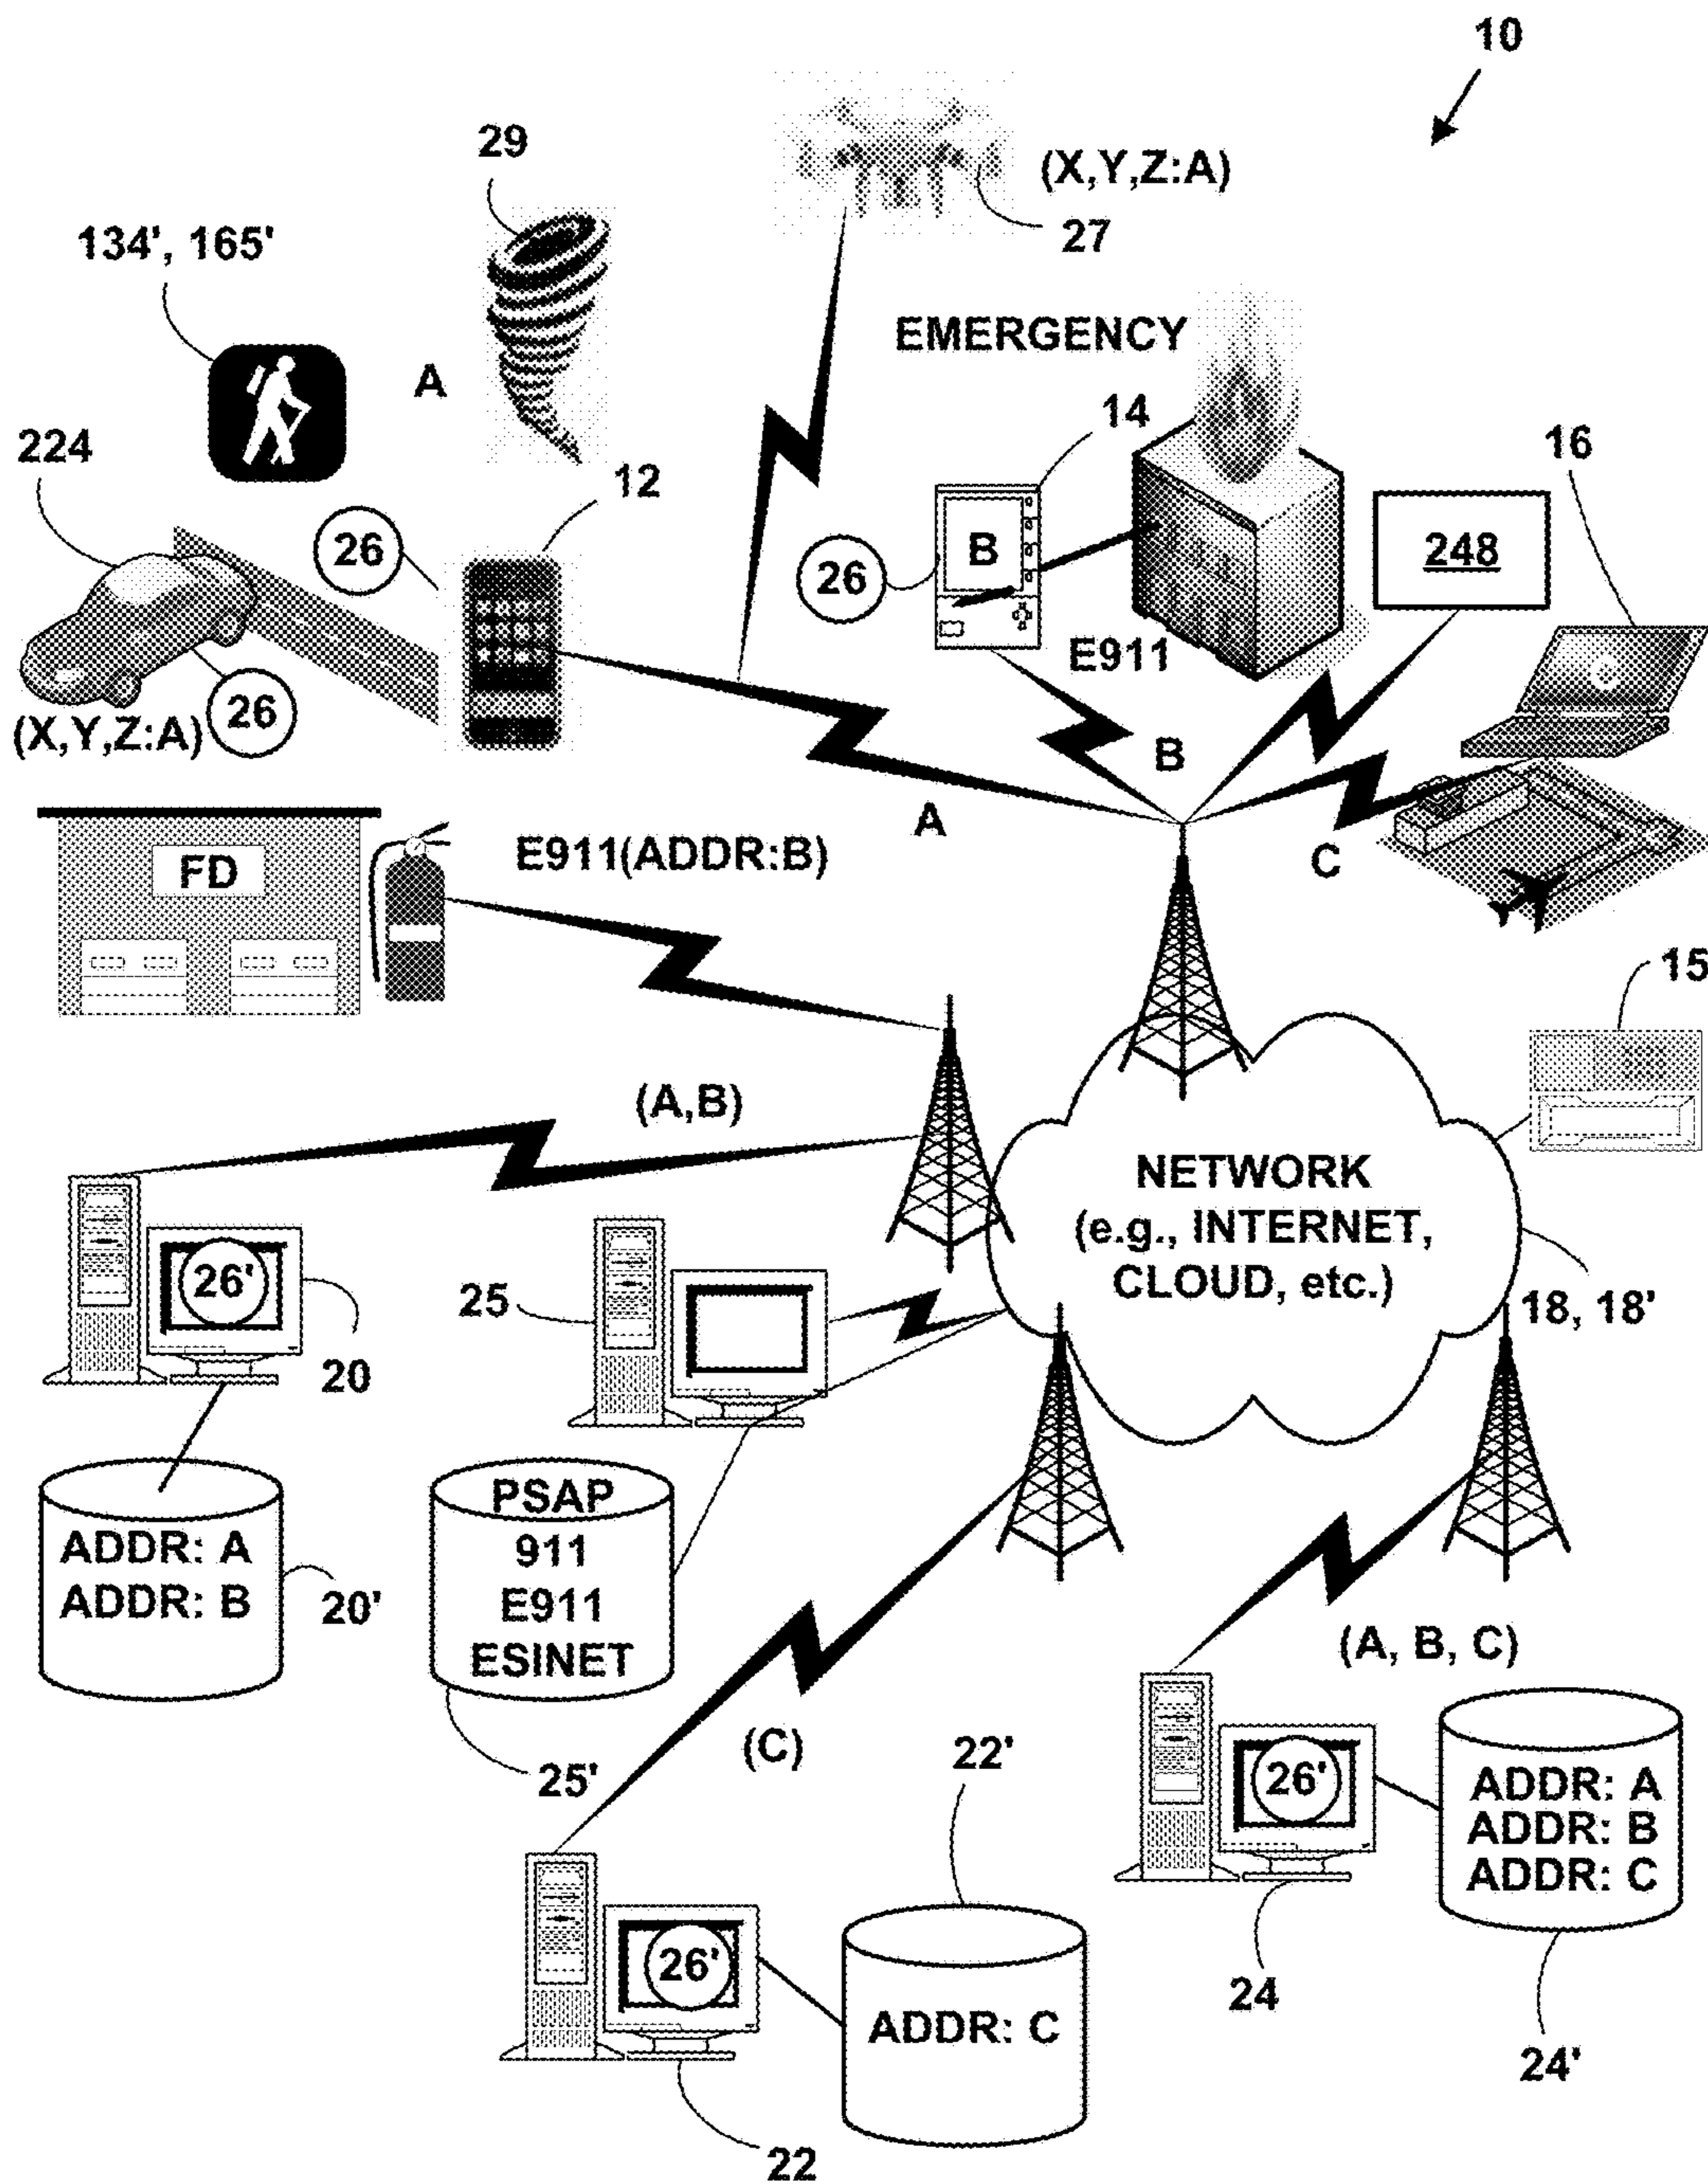 10
29
(X,Y,Z:A)
27
134', 165'
A
EMERGENCY
224
12
14
16
26
26
B
248
E911
(X,Y,Z:A)
26
B
C
A
C
FD
E911(ADDR:B)
15
(A,B)
NETWORK
(e.g., INTERNET,
CLOUD, etc.)
26'
20
25
18, 18'
ADDR: A
ADDR: B
20'
PSAP
911
E911
ESINET
25'
(C)
(A, B, C)
22'
26'
ADDR: A
ADDR: B
ADDR: C
24
24'
26'
ADDR: C
22